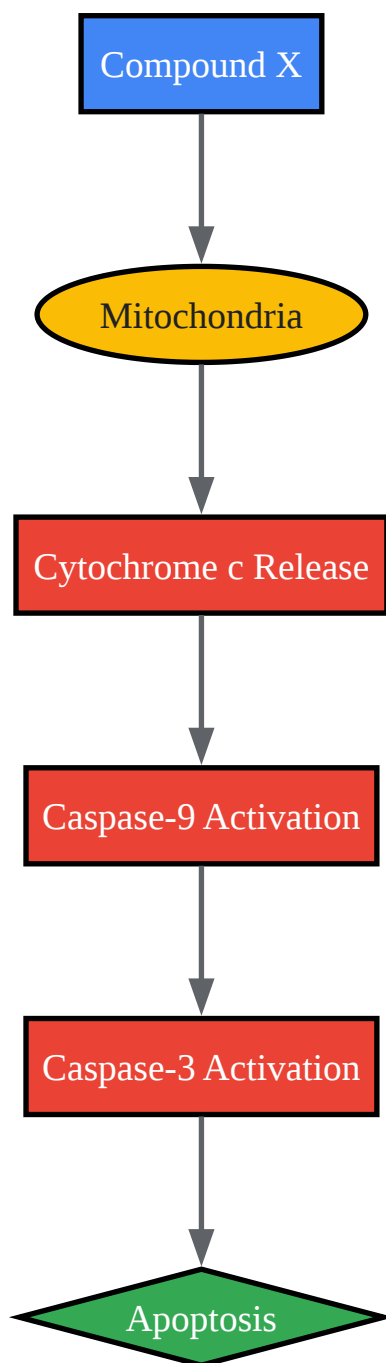 Compound X
Mitochondria
Cytochrome c Release
Caspase-9 Activation
Caspase-3 Activation
Apoptosis